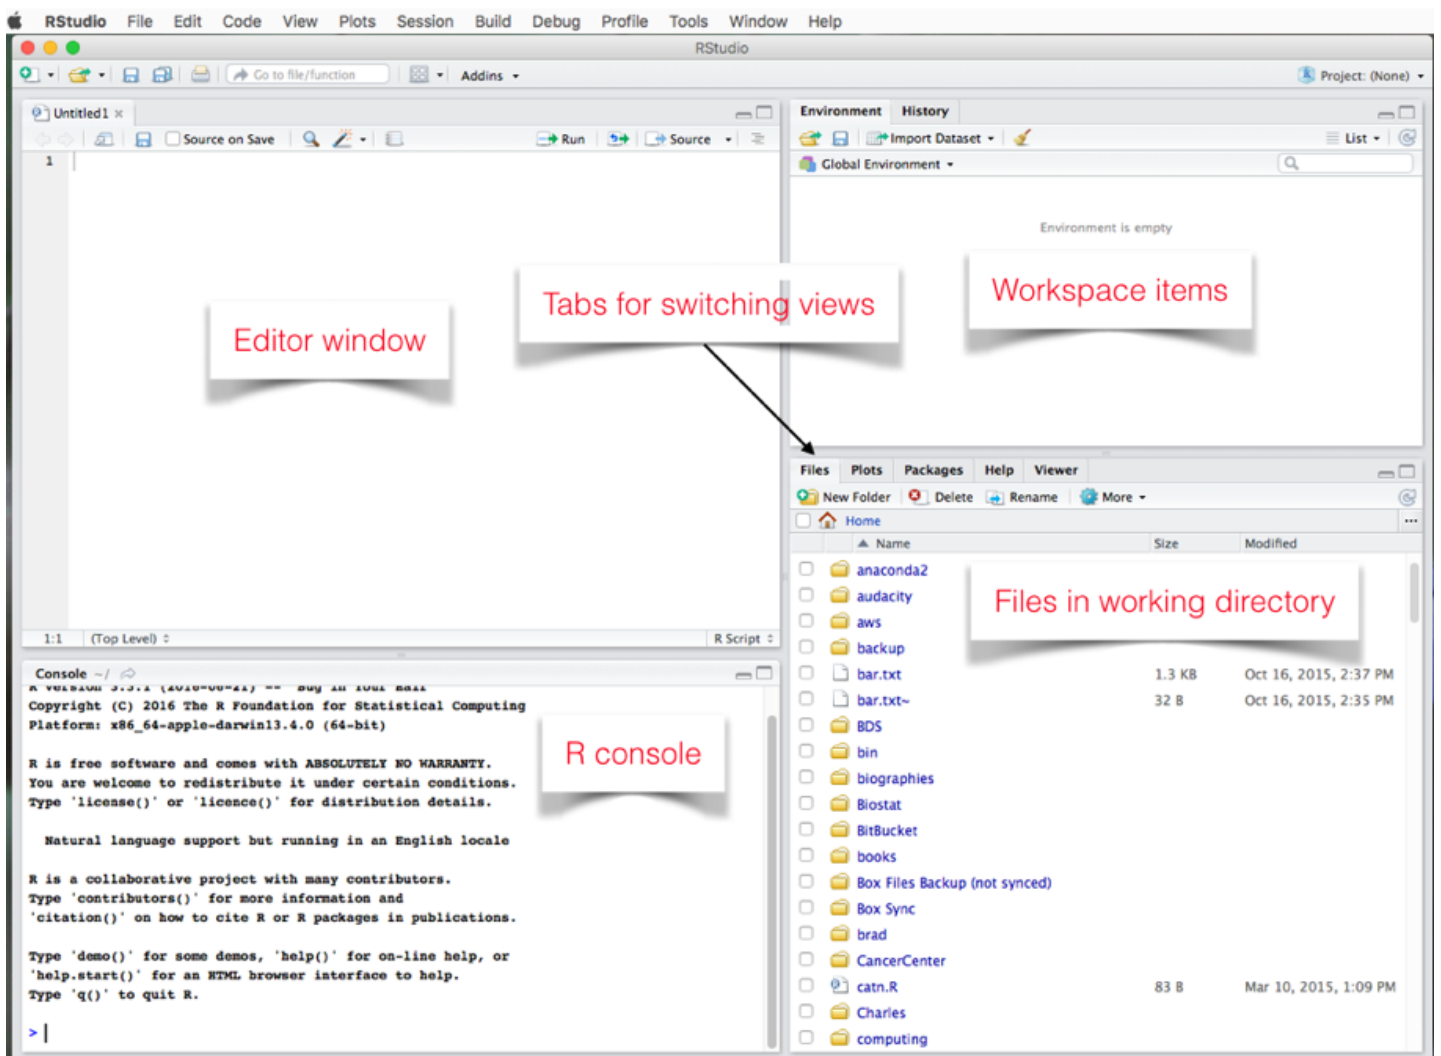 RStudio File Edit Code View Plots Session Build Debug Profile Tools Window Help
RStudio
Go to file/function Addins Project: (None)
Untitled1
Source on Save Run Source
1
Editor window
Tabs for switching views
1:1 (Top Level) R Script
Console ~/
R version 3.3.1 (2016-06-21) -- "Bug in Your Hair"
Copyright (C) 2016 The R Foundation for Statistical Computing
Platform: x86_64-apple-darwin13.4.0 (64-bit)
R is free software and comes with ABSOLUTELY NO WARRANTY.
You are welcome to redistribute it under certain conditions.
Type 'license()' or 'licence()' for distribution details.
Natural language support but running in an English locale
R is a collaborative project with many contributors.
Type 'contributors()' for more information and
'citation()' on how to cite R or R packages in publications.
Type 'demo()' for some demos, 'help()' for on-line help, or
'help.start()' for an HTML browser interface to help.
Type 'q()' to quit R.
>
R console
Environment History
Import Dataset List
Global Environment
Environment is empty
Workspace items
Files Plots Packages Help Viewer
New Folder Delete Rename More
Home
Name Size Modified
anaconda2
audacity
aws
backup
bar.txt 1.3 KB Oct 16, 2015, 2:37 PM
bar.txt~ 32 B Oct 16, 2015, 2:35 PM
BDS
bin
biographies
Biostat
BitBucket
books
Box Files Backup (not synced)
Box Sync
brad
CancerCenter
catn.R 83 B Mar 10, 2015, 1:09 PM
Charles
computing
Files in working directory